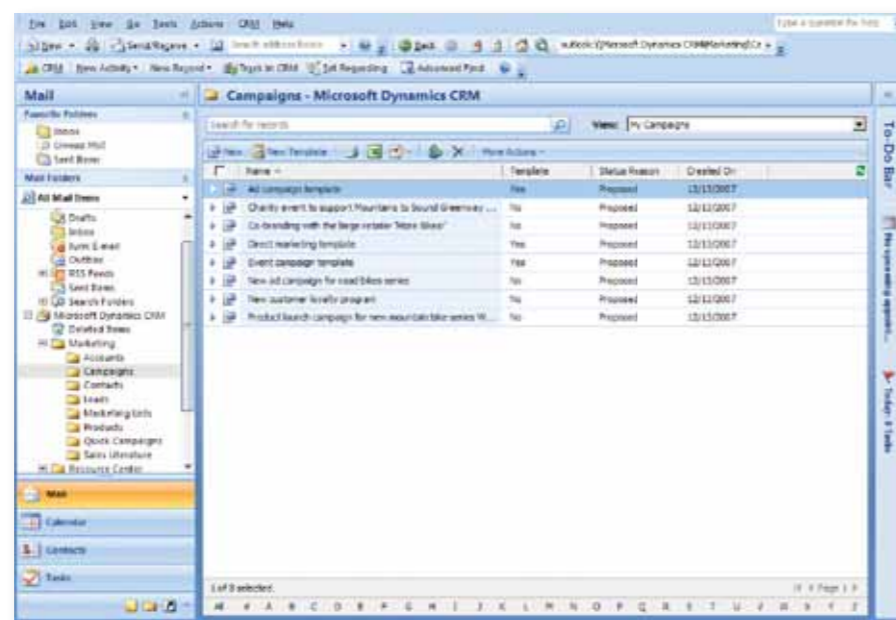 File Edit View Go Tools Actions CRM Help
Type a question for help
New Send/Receive Search address books Back
CRM New Activity New Record Track in CRM Set Regarding Advanced Find
Mail
Favorite Folders
Inbox
Unread Mail
Sent Items
Mail Folders
All Mail Items
Drafts
Inbox
Junk E-mail
Outbox
RSS Feeds
Sent Items
Search Folders
Microsoft Dynamics CRM
Deleted Items
Marketing
Accounts
Campaigns
Contacts
Leads
Marketing Lists
Products
Quick Campaigns
Sales Literature
Resource Center
Mail
Calendar
Contacts
Tasks
Campaigns - Microsoft Dynamics CRM
Search for records View: My Campaigns
New New Template More Actions
Name Template Status Reason Created On
Ad campaign template Yes Proposed 12/13/2007
Charity event to support Mountains to Sound Greenway ... No Proposed 12/13/2007
Co-branding with the large retailer "More Bikes!" No Proposed 12/13/2007
Direct marketing template Yes Proposed 12/13/2007
Event campaign template Yes Proposed 12/13/2007
New ad campaign for road bikes series No Proposed 12/13/2007
New customer loyalty program No Proposed 12/13/2007
Product launch campaign for new mountain bike series W... No Proposed 12/13/2007
1 of 8 selected. Page 1
All # A B C D E F G H I J K L M N O P Q R S T U V W X Y Z
To-Do Bar
Today: 0 Tasks